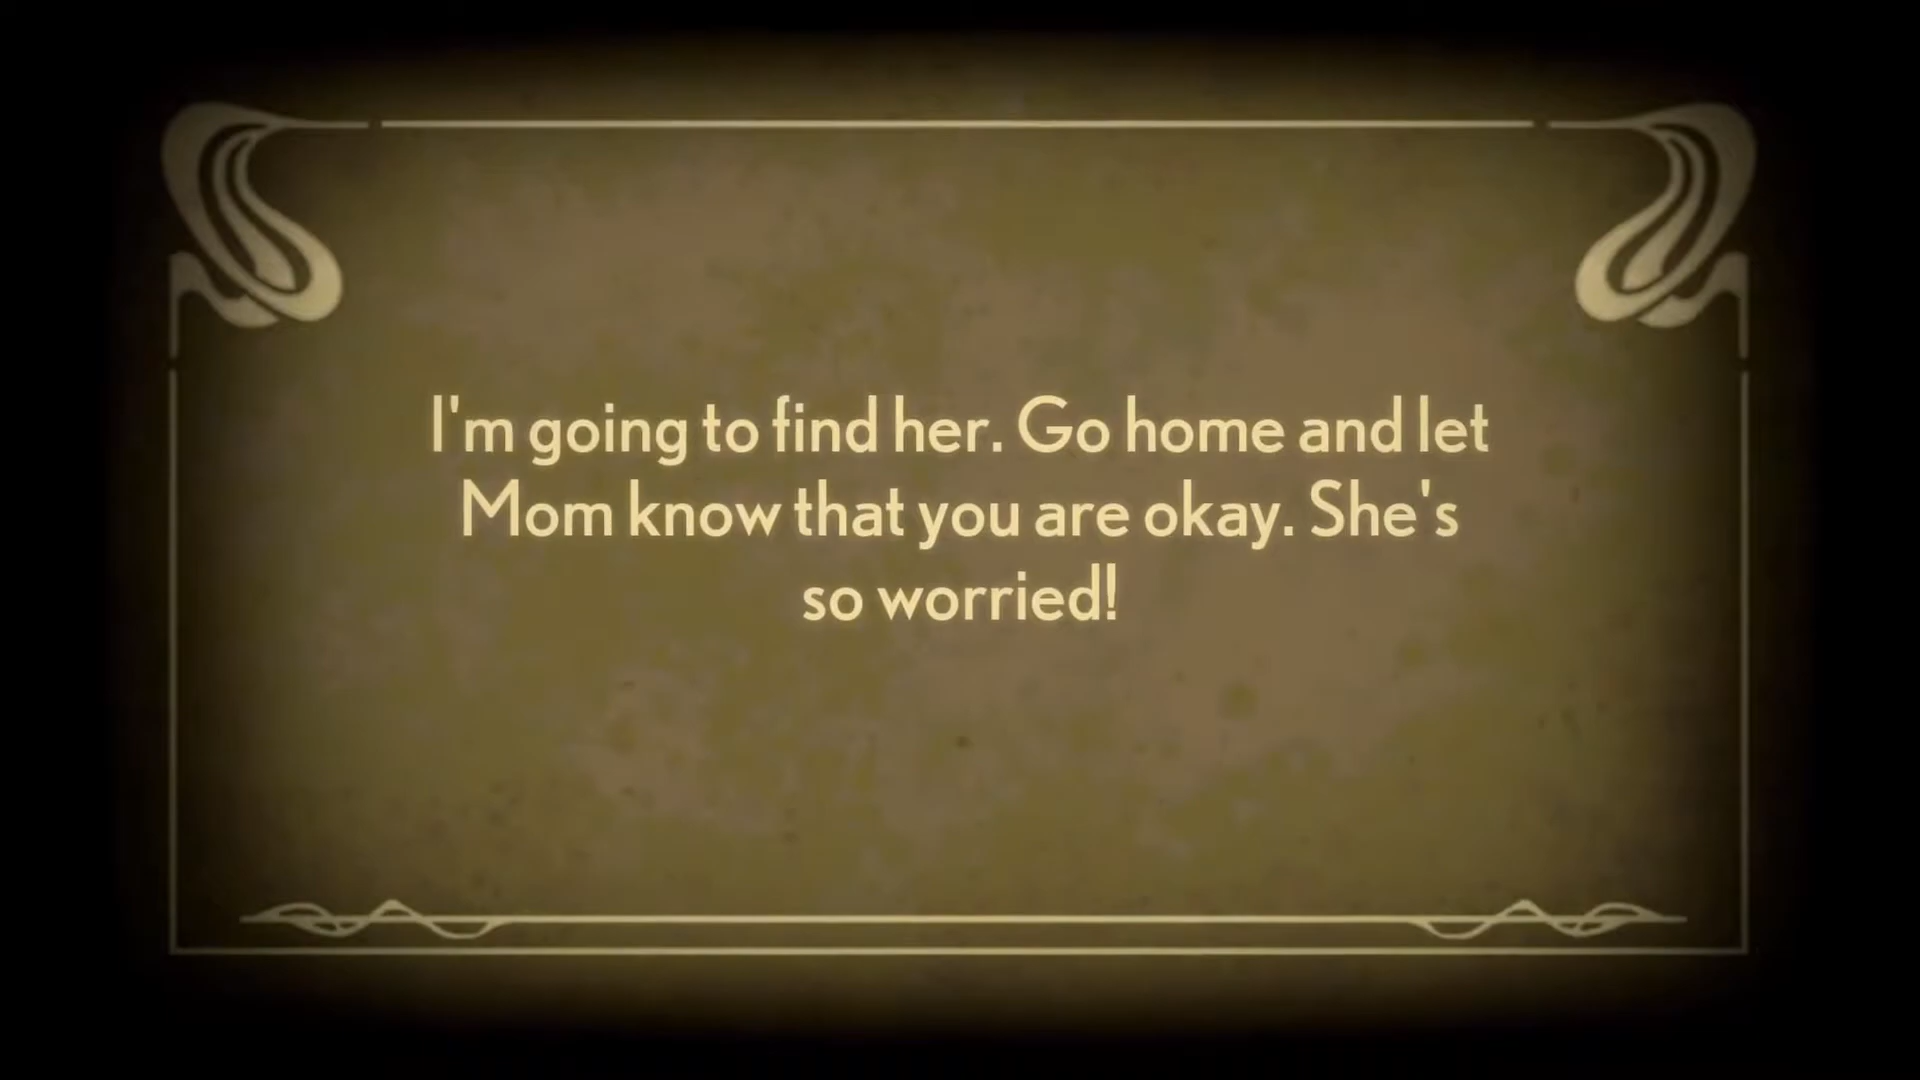 I'm going to find her. Go home and let
Mom know that you are okay. She's
so worried!